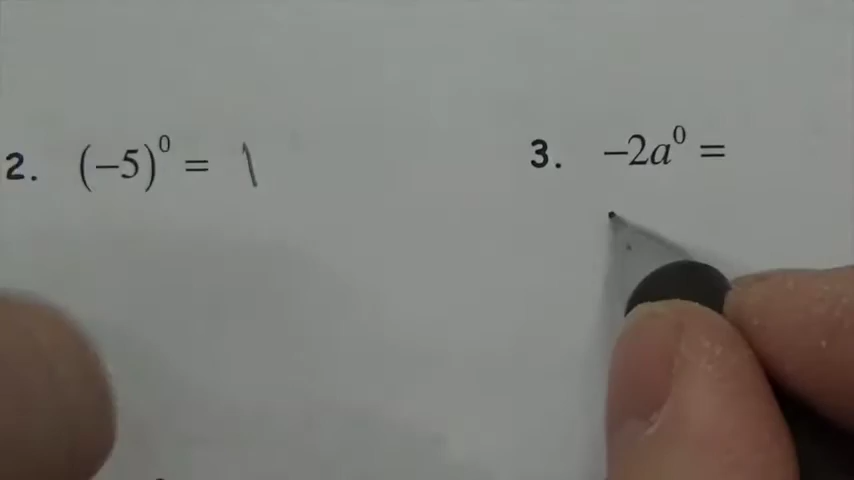 2. (−5)⁰ = 1
3. −2a⁰ =